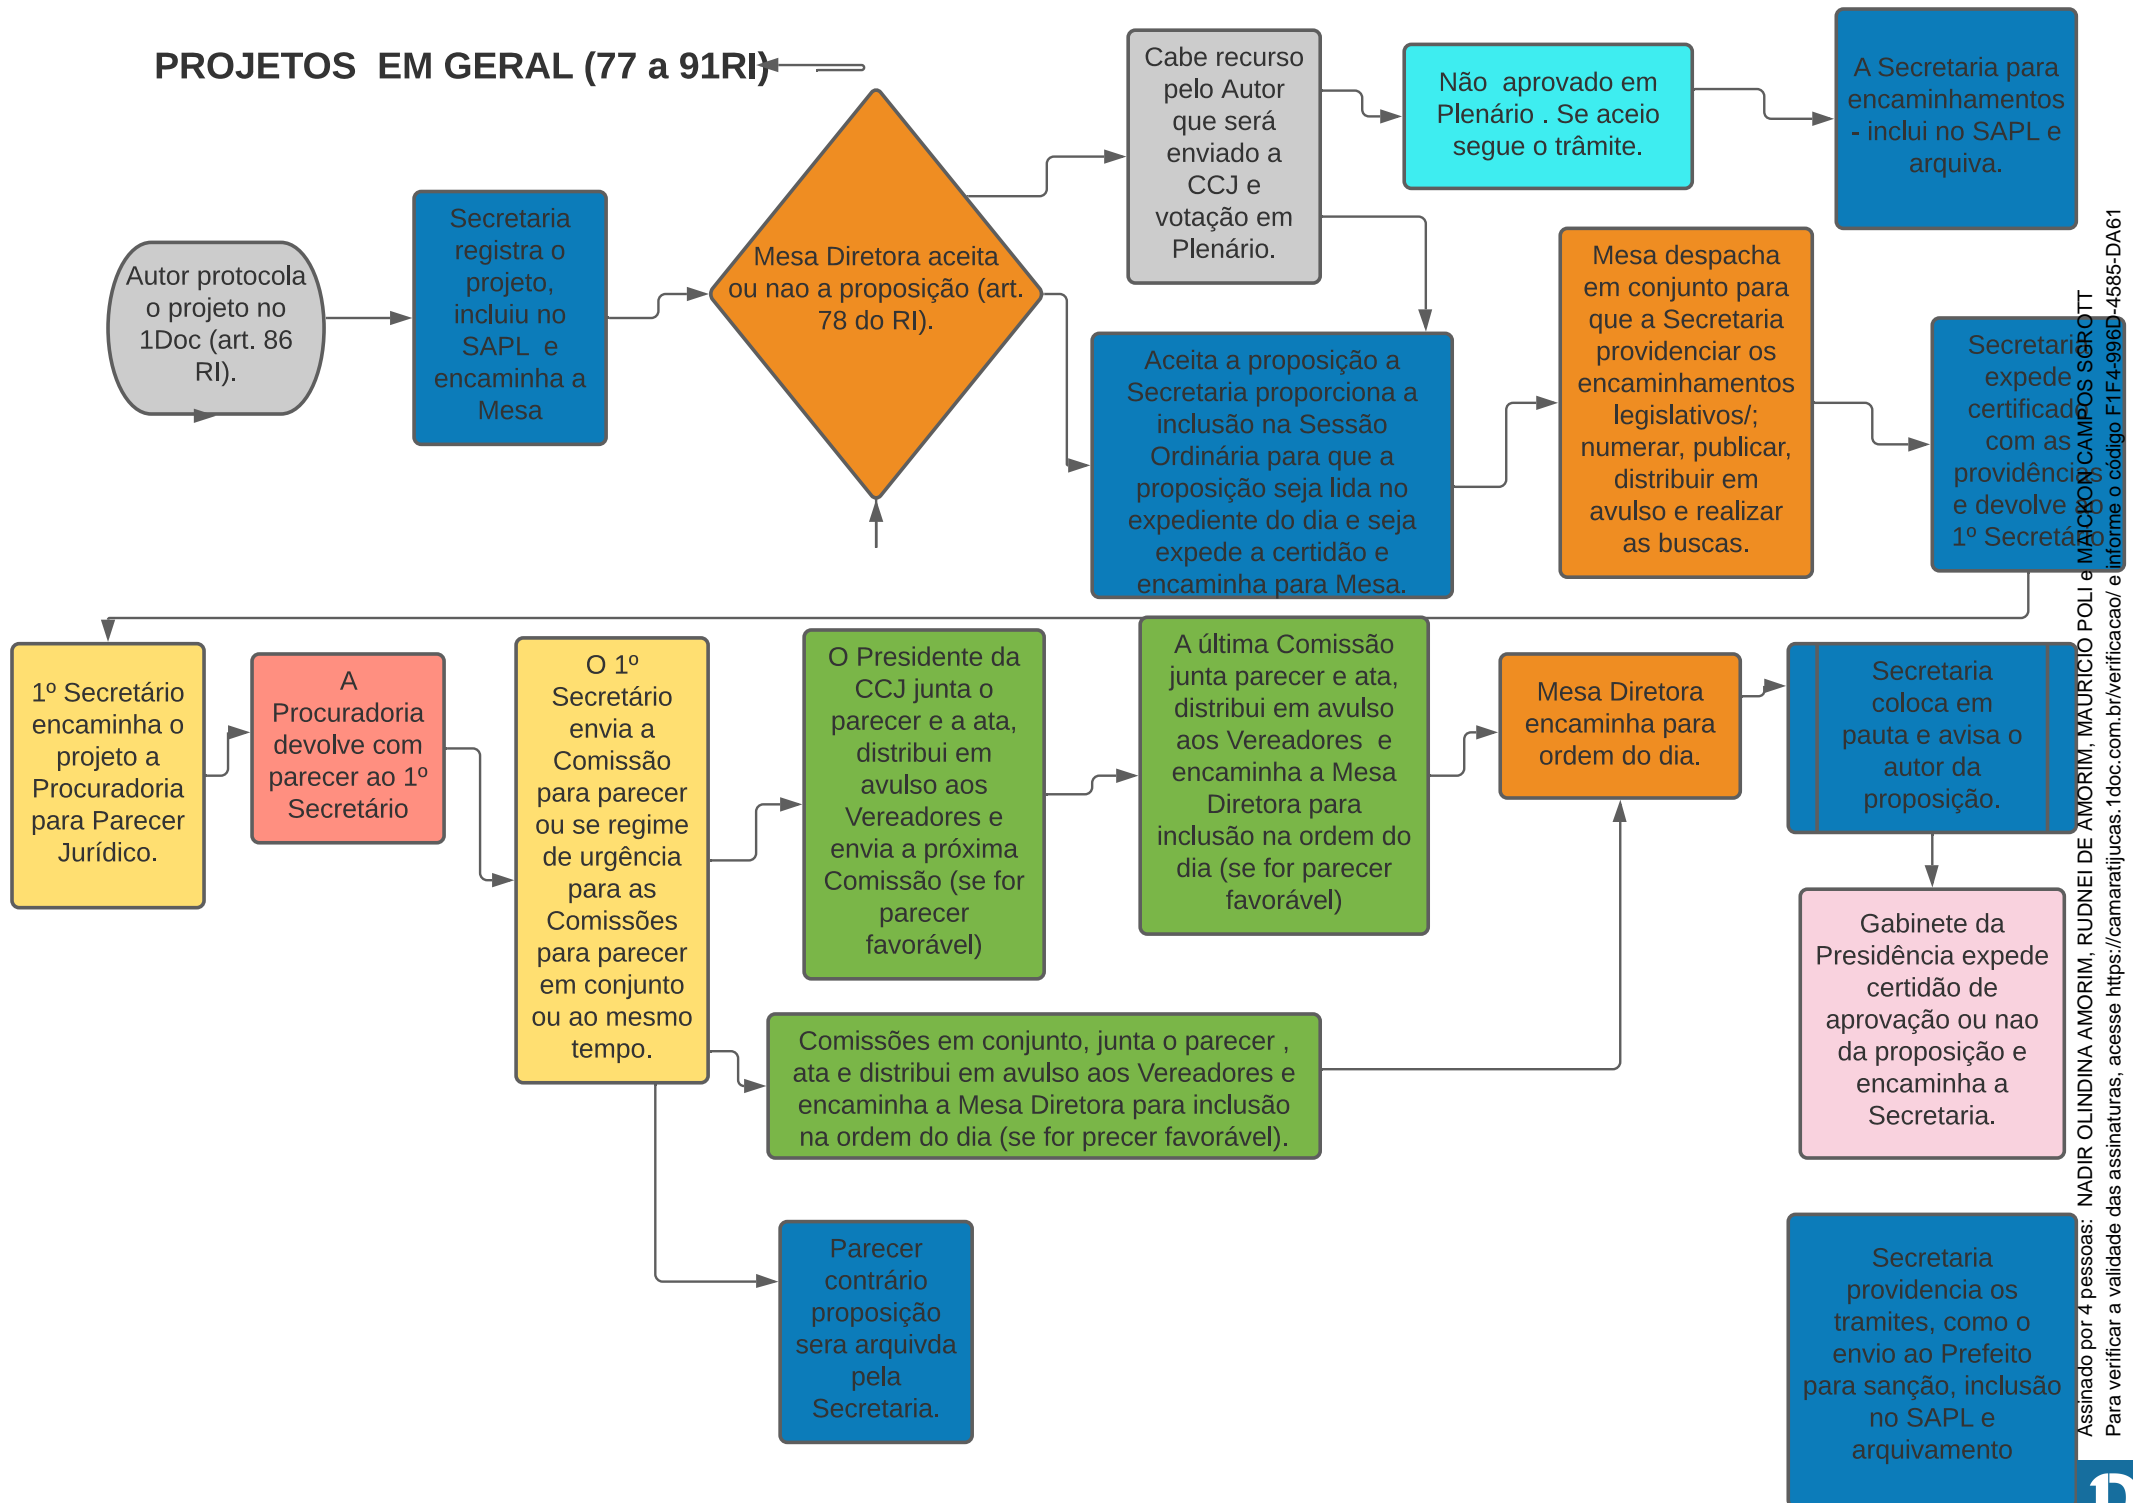 PROJETOS  EM GERAL (77 a 91RI)
Autor protocola
o projeto no
1Doc (art. 86
RI).
Secretaria
registra o
projeto,
incluiu no
SAPL  e
encaminha a
Mesa
Mesa Diretora aceita
ou nao a proposição (art.
78 do RI).
Cabe recurso
pelo Autor
que será
enviado a
CCJ e
votação em
Plenário.
Não  aprovado em
Plenário . Se aceio
segue o trâmite.
A Secretaria para
encaminhamentos
- inclui no SAPL e
arquiva.
Aceita a proposição a
Secretaria proporciona a
inclusão na Sessão
Ordinária para que a
proposição seja lida no
expediente do dia e seja
expede a certidão e
encaminha para Mesa.
Mesa despacha
em conjunto para
que a Secretaria
providenciar os
encaminhamentos
legislativos/;
numerar, publicar,
distribuir em
avulso e realizar
as buscas.
Secretaria
expede
certificado
com as
providências
e devolve ao
1º Secretário
1º Secretário
encaminha o
projeto a
Procuradoria
para Parecer
Jurídico.
A
Procuradoria
devolve com
parecer ao 1º
Secretário
O 1º
Secretário
envia a
Comissão
para parecer
ou se regime
de urgência
para as
Comissões
para parecer
em conjunto
ou ao mesmo
tempo.
O Presidente da
CCJ junta o
parecer e a ata,
distribui em
avulso aos
Vereadores e
envia a próxima
Comissão (se for
parecer
favorável)
A última Comissão
junta parecer e ata,
distribui em avulso
aos Vereadores  e
encaminha a Mesa
Diretora para
inclusão na ordem do
dia (se for parecer
favorável)
Mesa Diretora
encaminha para
ordem do dia.
Secretaria
coloca em
pauta e avisa o
autor da
proposição.
Gabinete da
Presidência expede
certidão de
aprovação ou nao
da proposição e
encaminha a
Secretaria.
Comissões em conjunto, junta o parecer ,
ata e distribui em avulso aos Vereadores e
encaminha a Mesa Diretora para inclusão
na ordem do dia (se for precer favorável).
Parecer
contrário
proposição
sera arquivda
pela
Secretaria.
Secretaria
providencia os
tramites, como o
envio ao Prefeito
para sanção, inclusão
no SAPL e
arquivamento
Assinado por 4 pessoas:  NADIR OLINDINA AMORIM, RUDNEI DE AMORIM, MAURICIO POLI e MAICKON CAMPOS SGROTT
Para verificar a validade das assinaturas, acesse https://camaratijucas.1doc.com.br/verificacao/ e informe o código F1F4-996D-4585-DA61